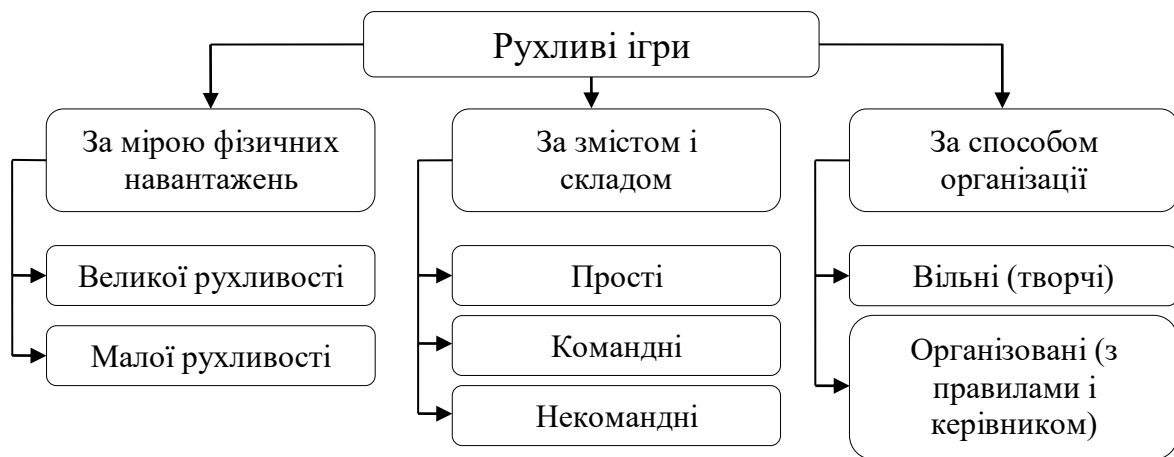 Рухливі ігри
За мірою фізичних
навантажень
Великої рухливості
Малої рухливості
За змістом і
складом
Прості
Командні
Некомандні
За способом
організації
Вільні (творчі)
Організовані (з
правилами і
керівником)